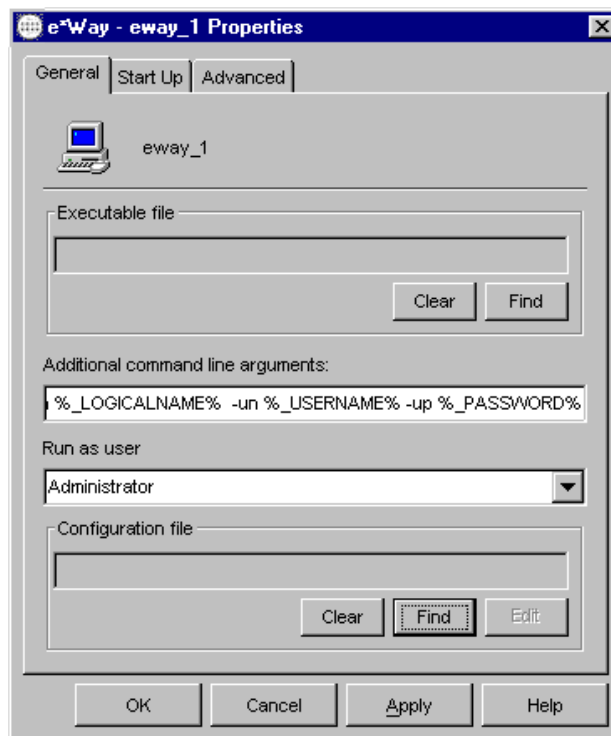 e*Way - eway_1 Properties
General Start Up Advanced
eway_1
Executable file
Clear Find
Additional command line arguments:
%_LOGICALNAME% -un %_USERNAME% -up %_PASSWORD%
Run as user
Administrator
Configuration file
Clear Find Edit
OK Cancel Apply Help